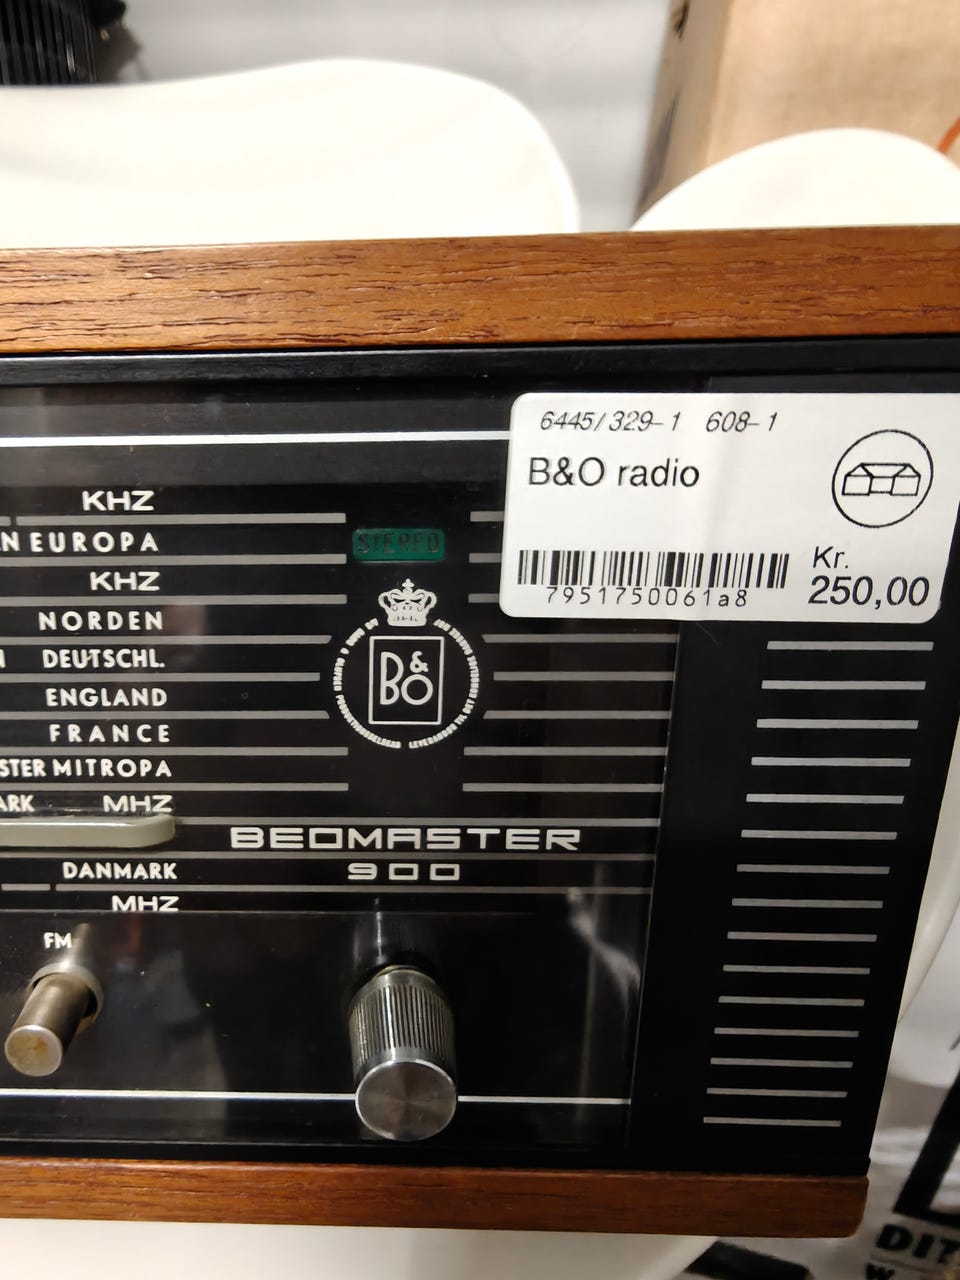 6445/329-1 608-1
B&O radio
Kr.
250,00
7951750061a8
KHZ
EUROPA
STEREO
KHZ
NORDEN
DEUTSCHL.
ENGLAND
FRANCE
MITROPA
MHZ
B&O
BEOMASTER
900
DANMARK
MHZ
FM